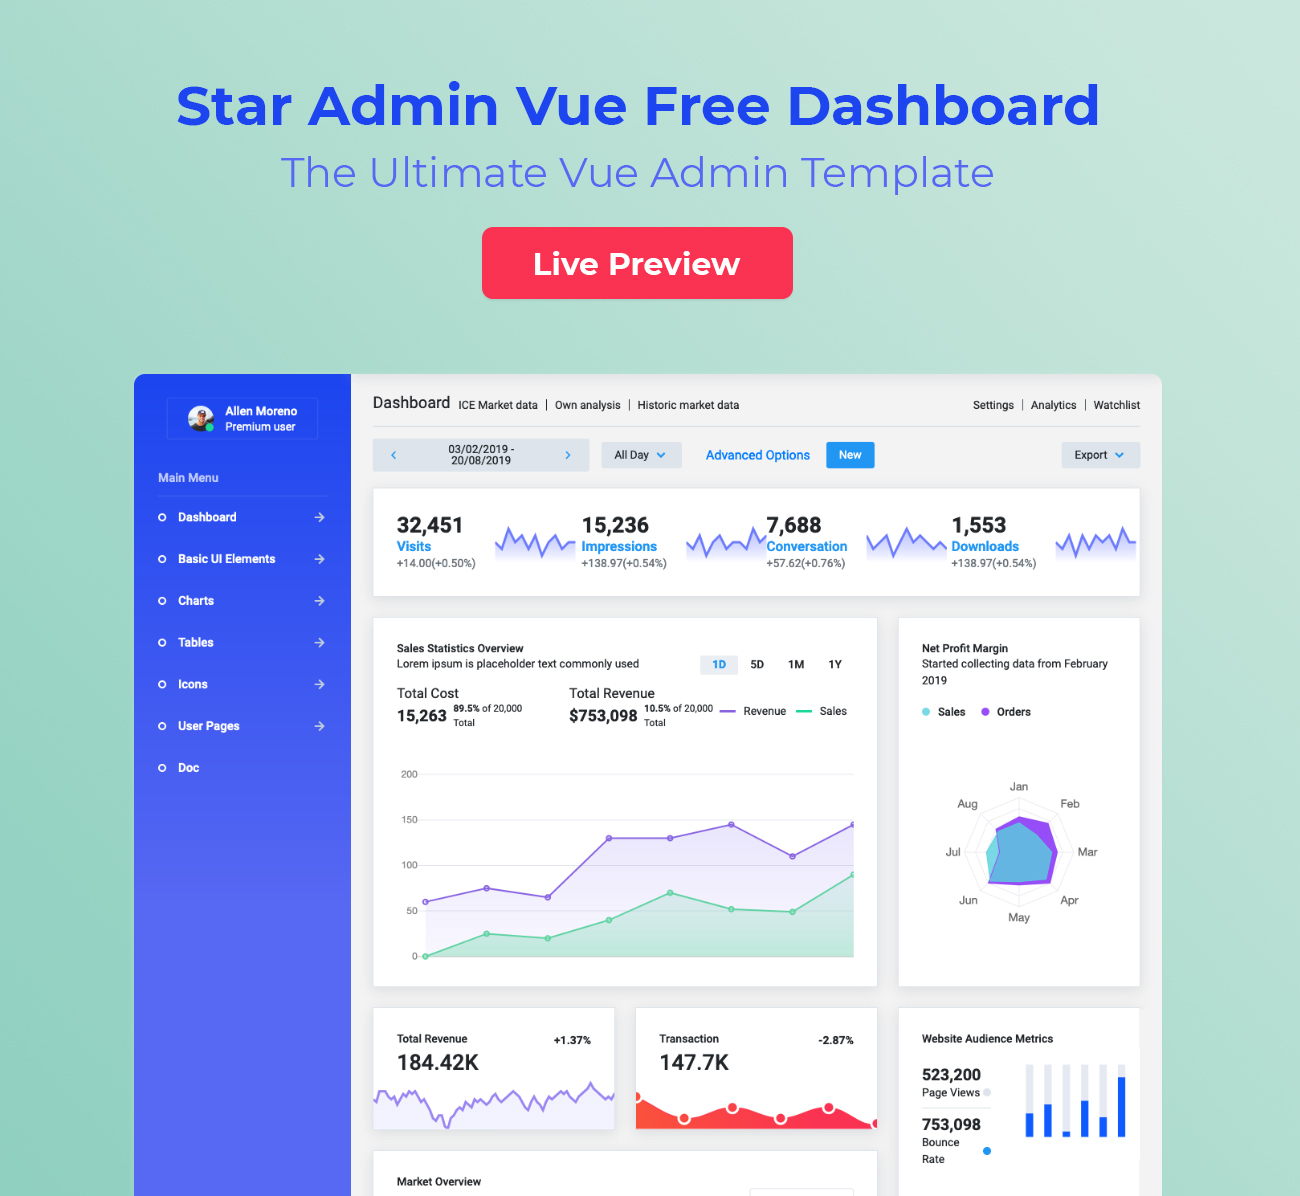 Star Admin Vue Free Dashboard
The Ultimate Vue Admin Template
Live Preview
Allen Moreno
Premium user
Main Menu
Dashboard
Basic UI Elements
Charts
Tables
Icons
User Pages
Doc
Dashboard ICE Market data | Own analysis | Historic market data
Settings | Analytics | Watchlist
03/02/2019 -
20/08/2019
All Day
Advanced Options
New
Export
32,451
Visits
+14.00(+0.50%)
15,236
Impressions
+138.97(+0.54%)
7,688
Conversation
+57.62(+0.76%)
1,553
Downloads
+138.97(+0.54%)
Sales Statistics Overview
Lorem ipsum is placeholder text commonly used
1D 5D 1M 1Y
Total Cost
15,263 89.5% of 20,000
Total
Total Revenue
$753,098 10.5% of 20,000
Total
Revenue Sales
200
150
100
50
0
Net Profit Margin
Started collecting data from February
2019
Sales Orders
Jan
Feb
Mar
Apr
May
Jun
Jul
Aug
Total Revenue +1.37%
184.42K
Transaction -2.87%
147.7K
Website Audience Metrics
523,200
Page Views
753,098
Bounce
Rate
Market Overview